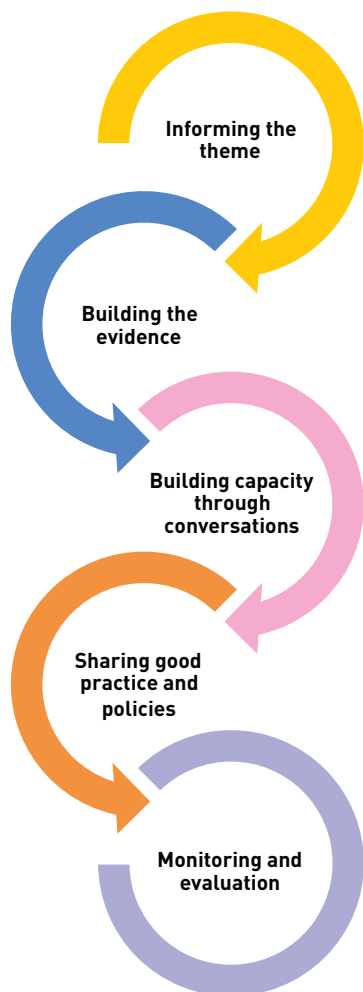 Informing the
theme
Building the
evidence
Building capacity
through
conversations
Sharing good
practice and
policies
Monitoring and
evaluation